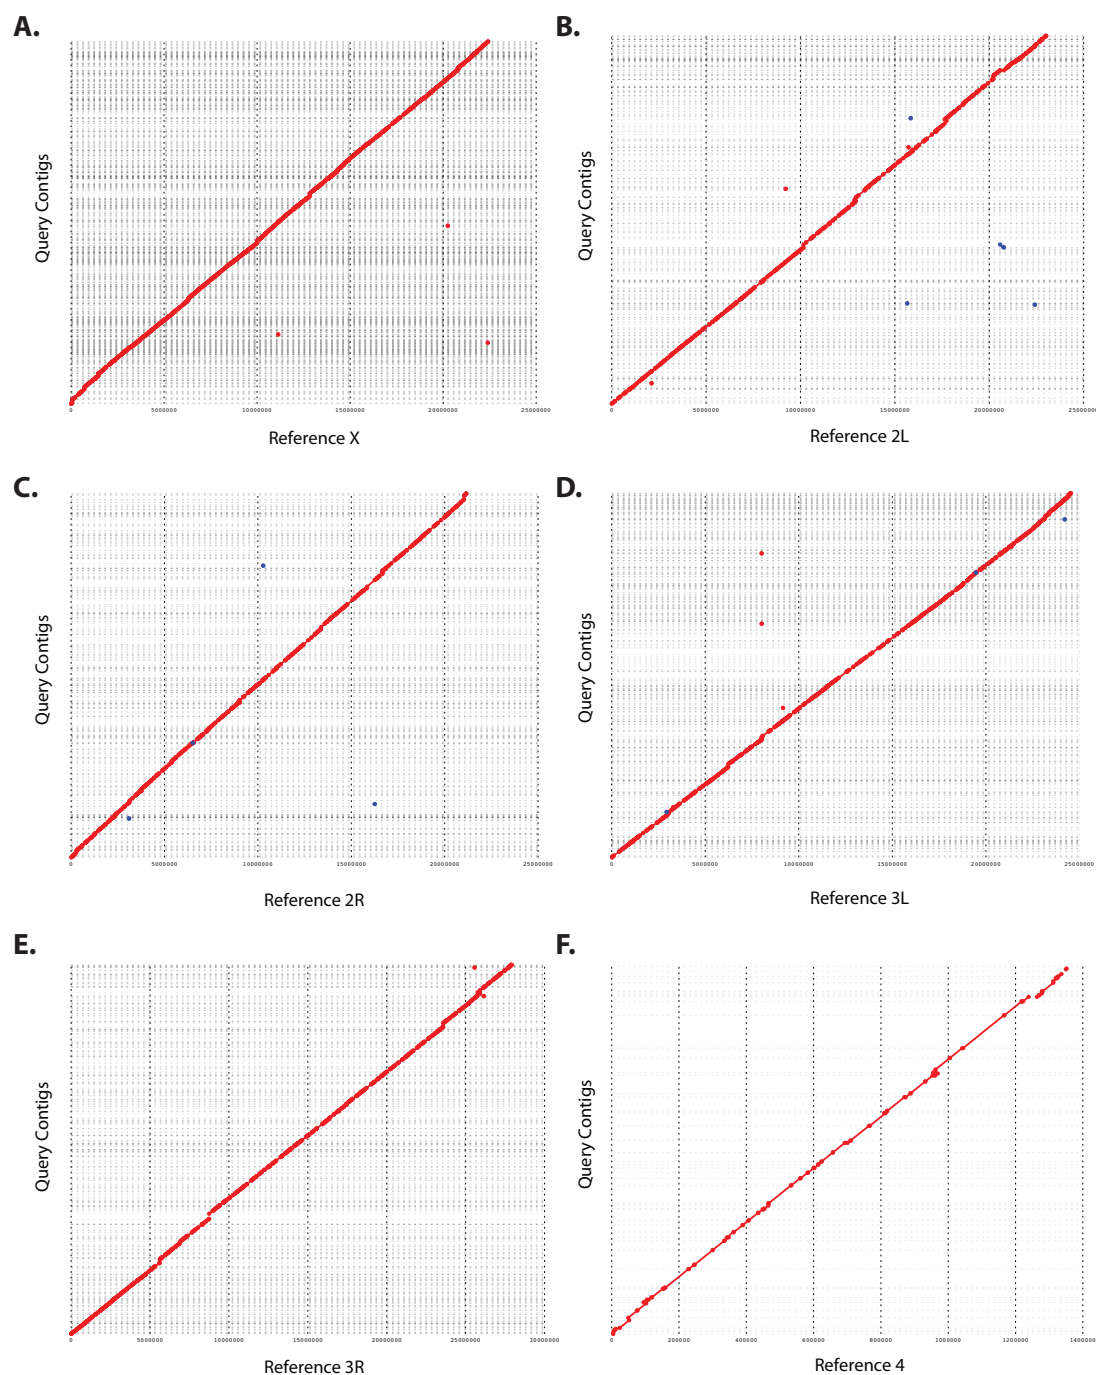 A.
Query Contigs
0 5000000 10000000 15000000 20000000 25000000
Reference X
B.
Query Contigs
0 5000000 10000000 15000000 20000000 25000000
Reference 2L
C.
Query Contigs
0 5000000 10000000 15000000 20000000 25000000
Reference 2R
D.
Query Contigs
0 5000000 10000000 15000000 20000000 25000000
Reference 3L
E.
Query Contigs
0 5000000 10000000 15000000 20000000 25000000 30000000
Reference 3R
F.
Query Contigs
0 200000 400000 600000 800000 1000000 1200000 1400000
Reference 4